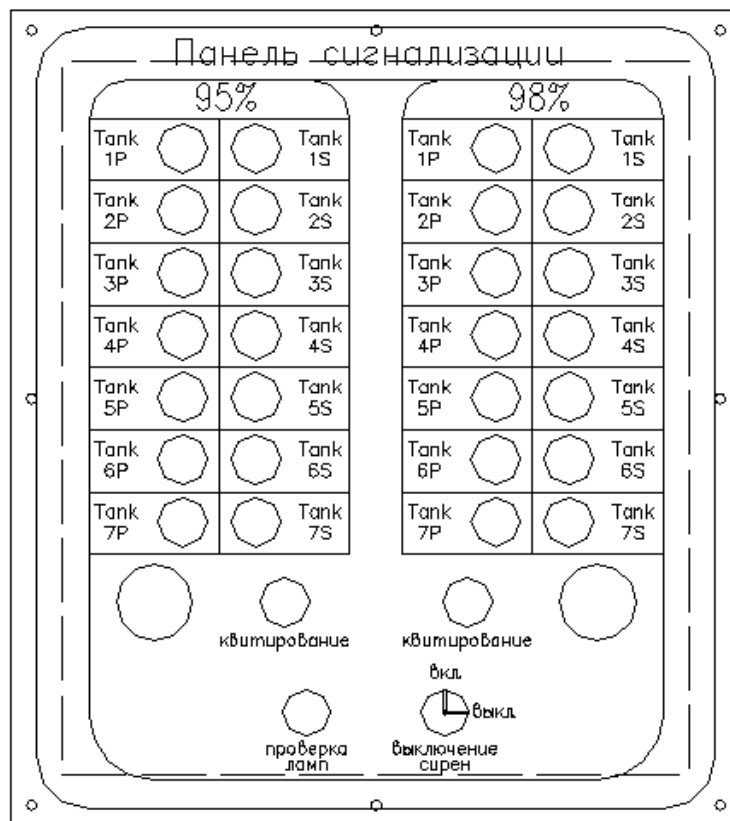 Панель сигнализации
95% 98%
Tank 1P Tank 1S Tank 1P Tank 1S
Tank 2P Tank 2S Tank 2P Tank 2S
Tank 3P Tank 3S Tank 3P Tank 3S
Tank 4P Tank 4S Tank 4P Tank 4S
Tank 5P Tank 5S Tank 5P Tank 5S
Tank 6P Tank 6S Tank 6P Tank 6S
Tank 7P Tank 7S Tank 7P Tank 7S
квитирование квитирование
вкл.
выкл.
проверка выключение
ламп сирен